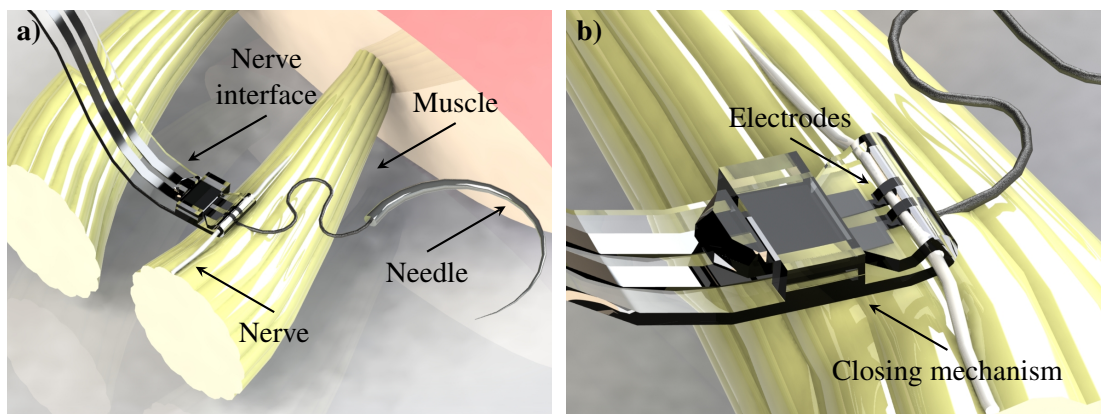 a)
Nerve
interface
Muscle
Needle
Nerve
b)
Electrodes
Closing mechanism